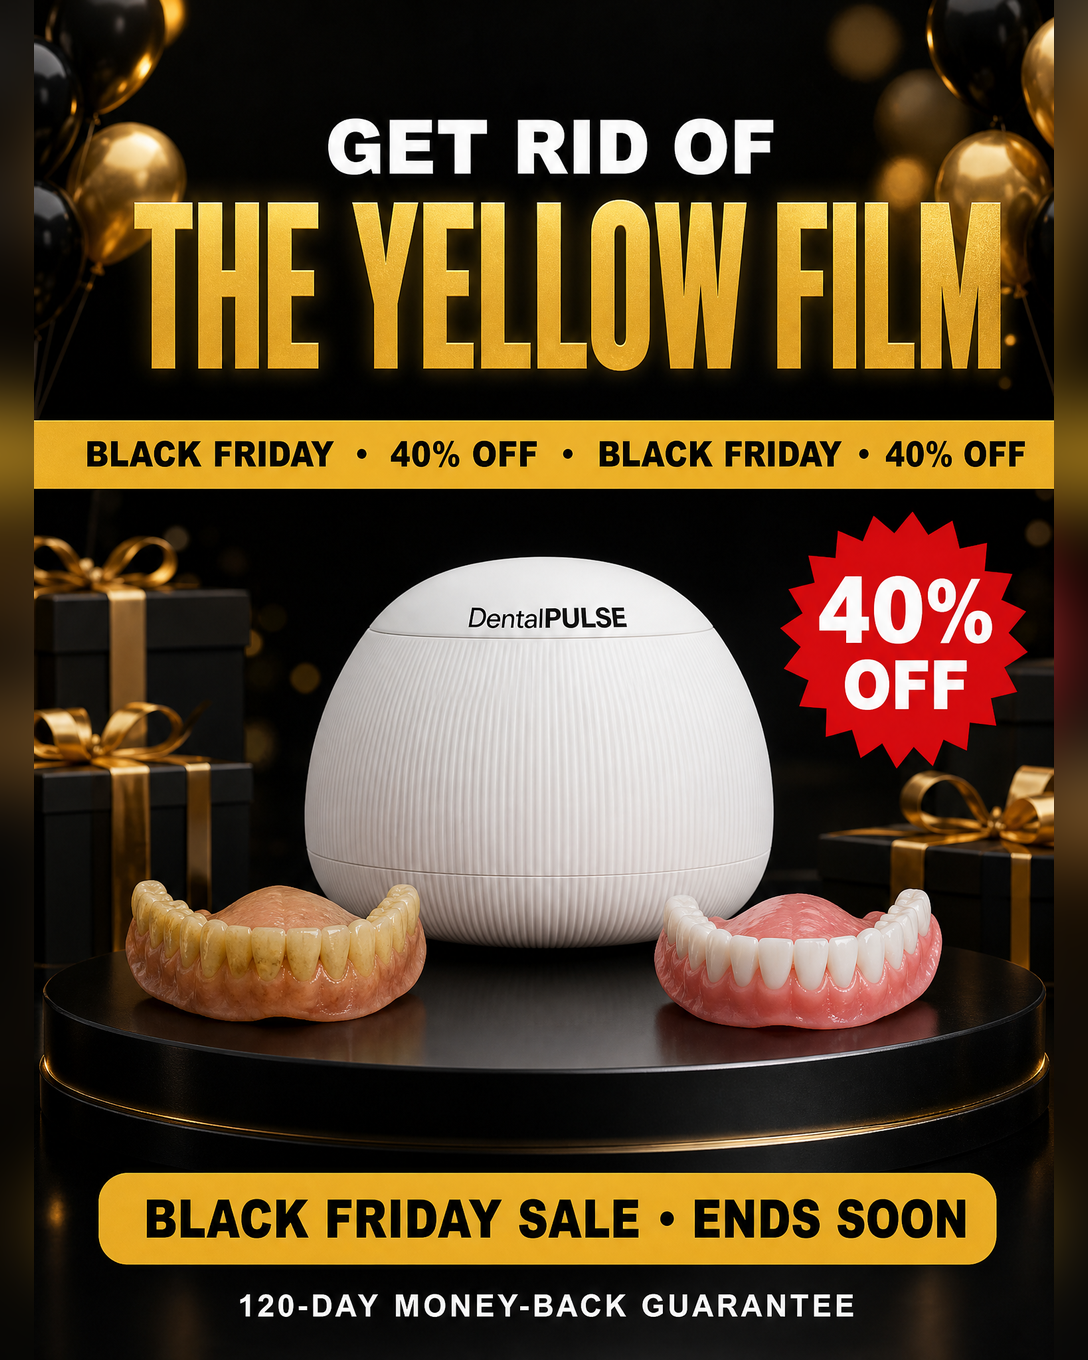 GET RID OF
THE YELLOW FILM
BLACK FRIDAY • 40% OFF • BLACK FRIDAY • 40% OFF
40%
OFF
DentalPULSE
BLACK FRIDAY SALE • ENDS SOON
120-DAY MONEY-BACK GUARANTEE